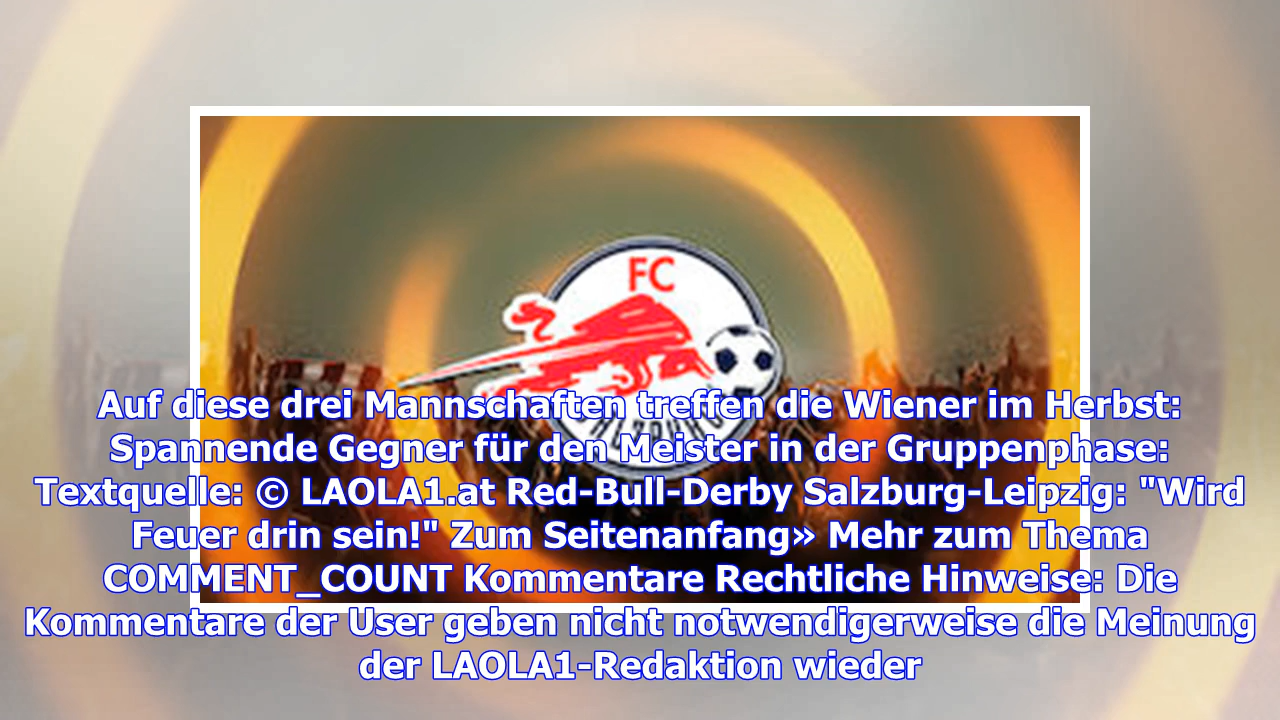 FC
Auf diese drei Mannschaften treffen die Wiener im Herbst:
Spannende Gegner für den Meister in der Gruppenphase:
Textquelle: © LAOLA1.at Red-Bull-Derby Salzburg-Leipzig: "Wird
Feuer drin sein!" Zum Seitenanfang» Mehr zum Thema
COMMENT_COUNT Kommentare Rechtliche Hinweise: Die
Kommentare der User geben nicht notwendigerweise die Meinung
der LAOLA1-Redaktion wieder